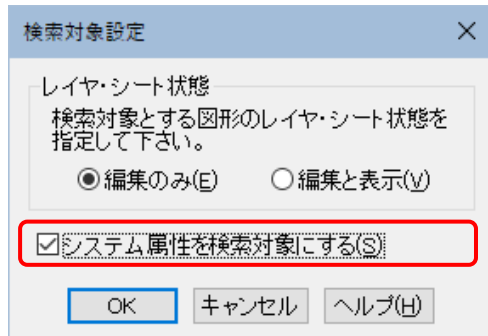 検索対象設定
レイヤ・シート状態
検索対象とする図形のレイヤ・シート状態を
指定して下さい。
編集のみ(E) 編集と表示(V)
システム属性を検索対象にする(S)
OK キャンセル ヘルプ(H)